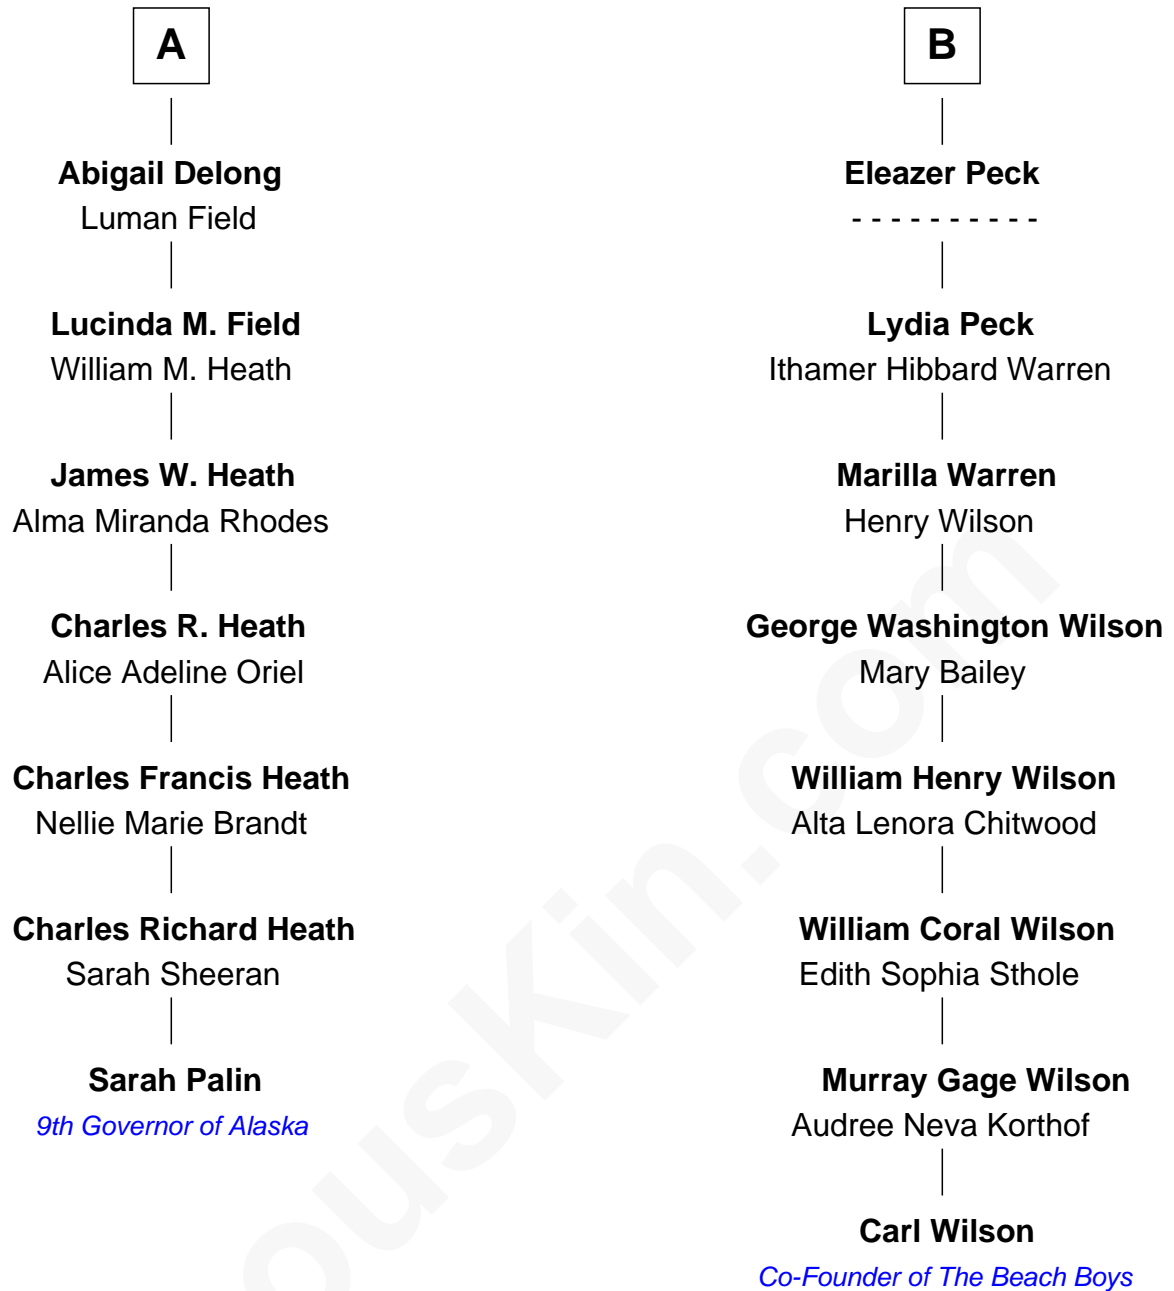 A
Abigail Delong
Luman Field
Lucinda M. Field
William M. Heath
James W. Heath
Alma Miranda Rhodes
Charles R. Heath
Alice Adeline Oriel
Charles Francis Heath
Nellie Marie Brandt
Charles Richard Heath
Sarah Sheeran
Sarah Palin
9th Governor of Alaska
B
Eleazer Peck
- - - - - - - - - -
Lydia Peck
Ithamer Hibbard Warren
Marilla Warren
Henry Wilson
George Washington Wilson
Mary Bailey
William Henry Wilson
Alta Lenora Chitwood
William Coral Wilson
Edith Sophia Sthole
Murray Gage Wilson
Audree Neva Korthof
Carl Wilson
Co-Founder of The Beach Boys
ousKin.com